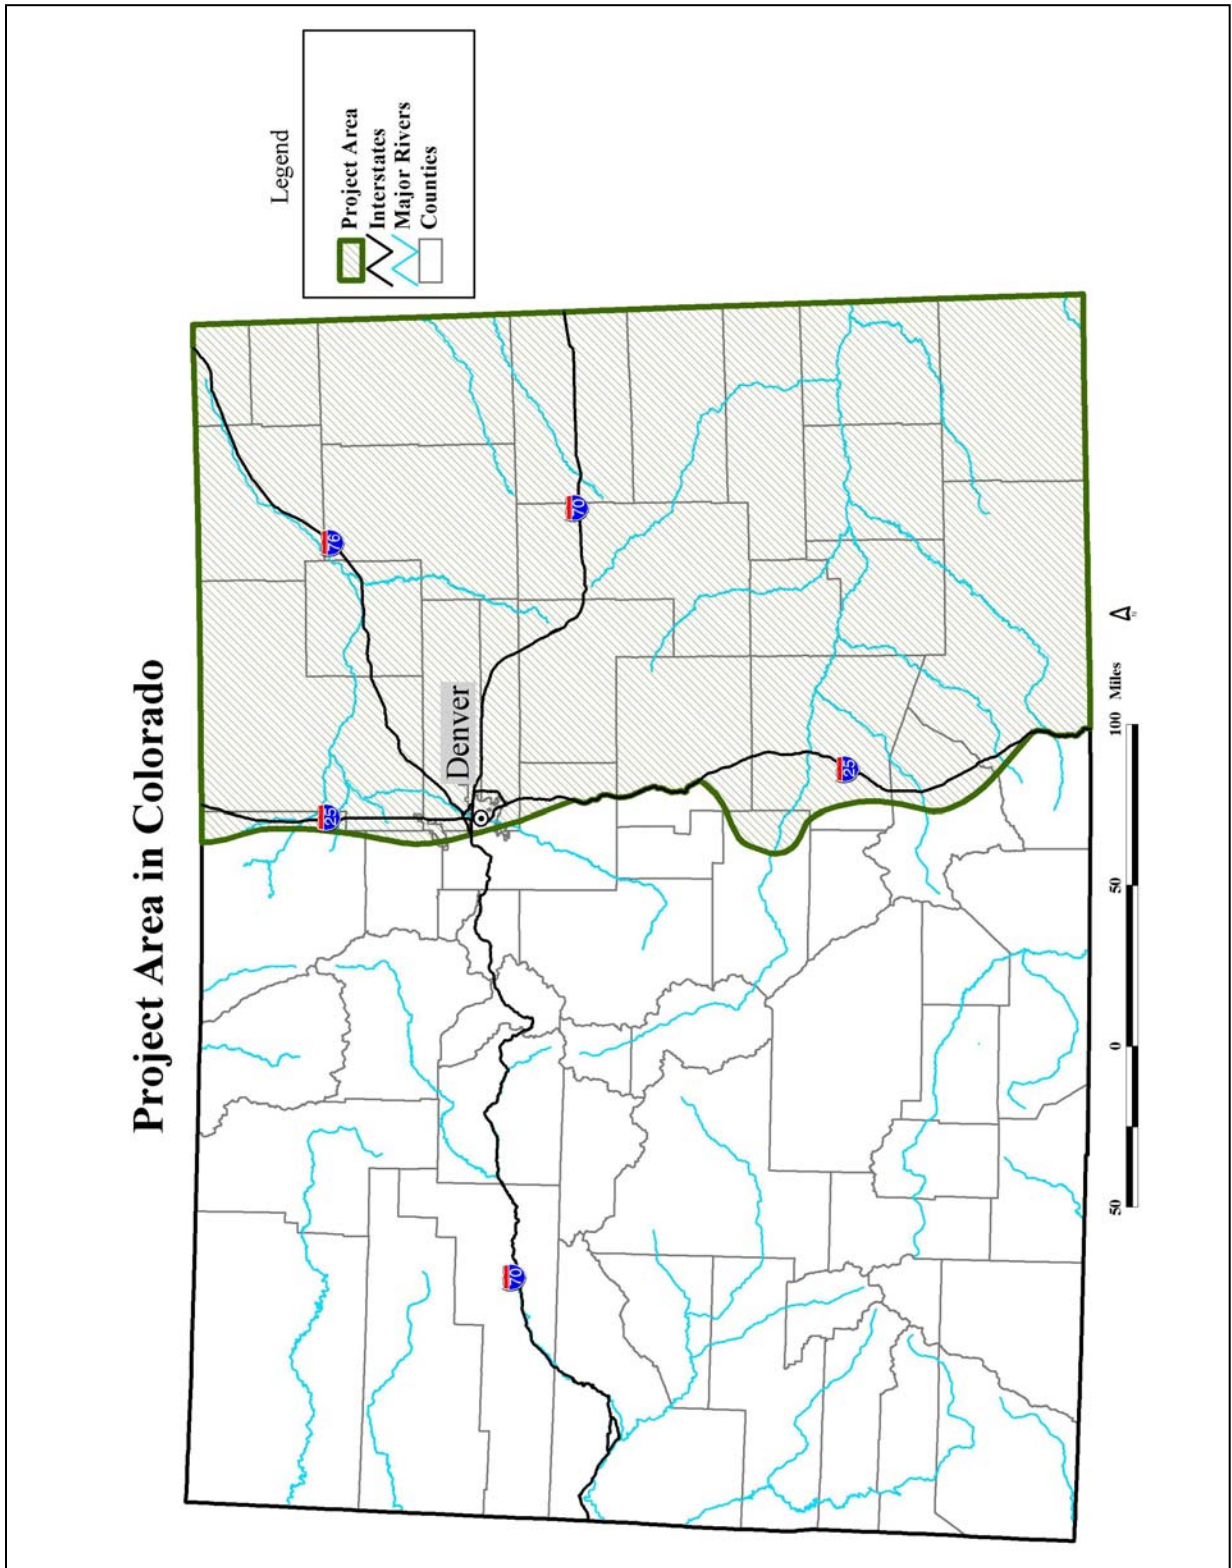 Project Area in Colorado
Legend
Project Area
Interstates
Major Rivers
Counties
76
25
Denver
70
70
25
50
0
50
100
Miles
N